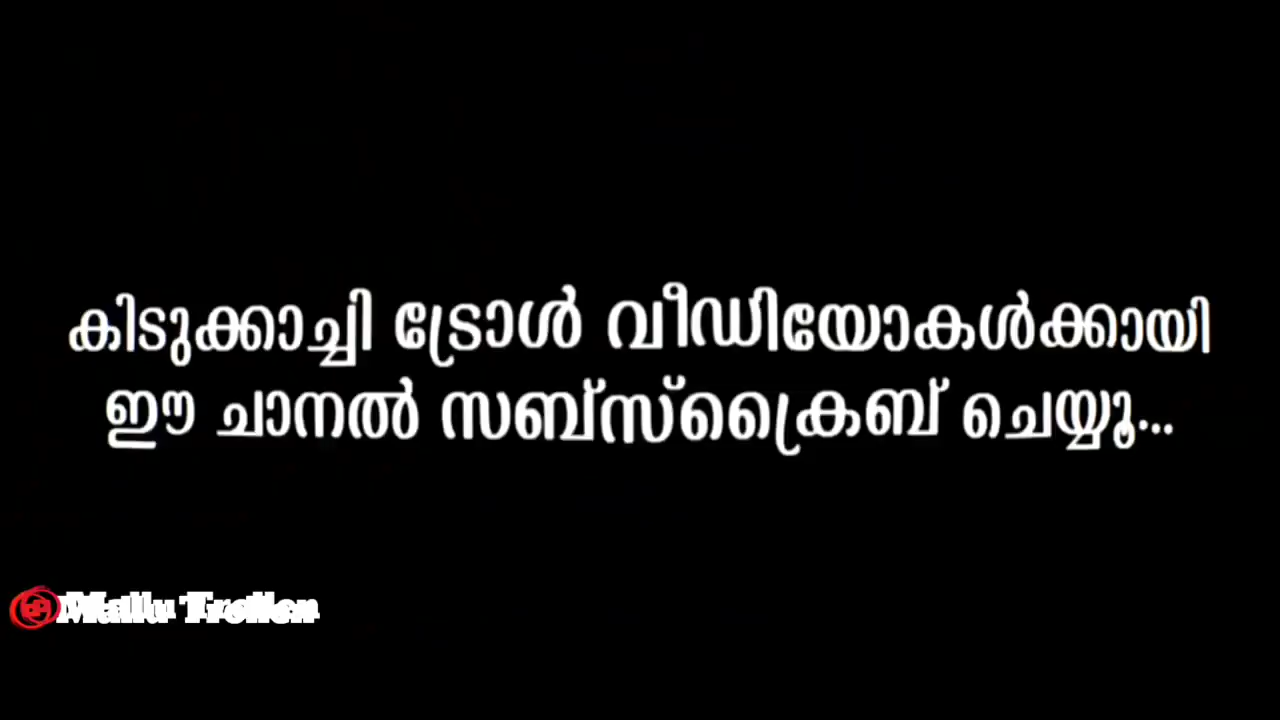 കിടുക്കാച്ചി ട്രോൾ വീഡിയോകൾക്കായി
ഈ ചാനൽ സബ്സ്ക്രൈബ് ചെയ്യൂ...
Mallu Trollen